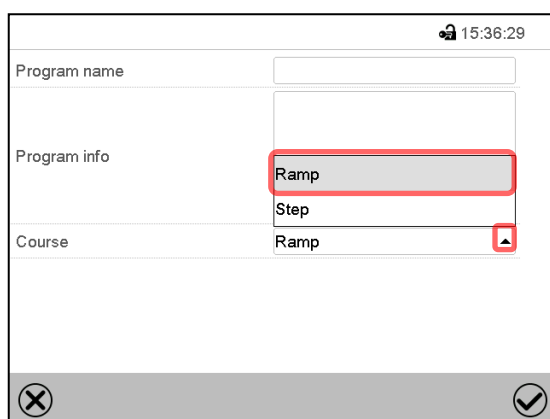 15:36:29
Program name
Program info
Ramp
Step
Course
Ramp